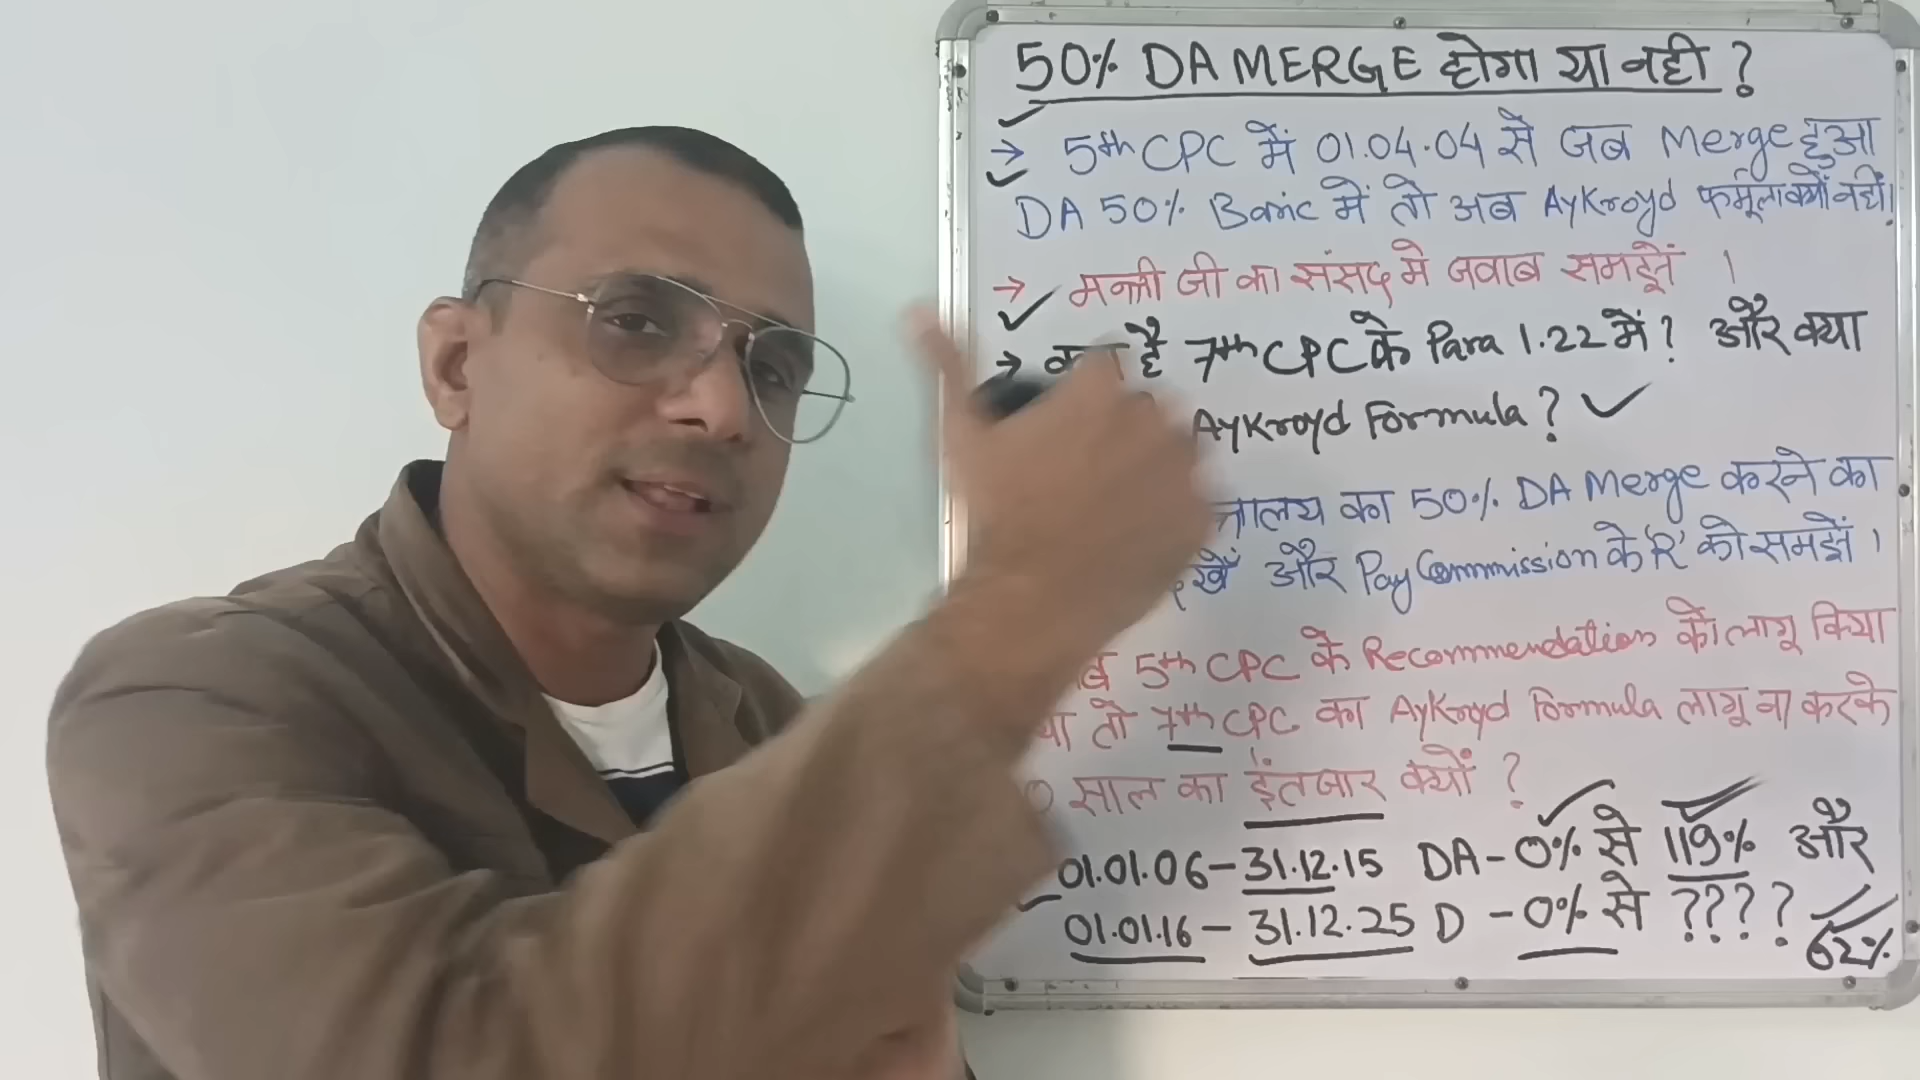 50% DA MERGE होगा या नही ?
→ 5th CPC में 01.04.04 से जब Merge हुआ
DA 50% Basic में तो अब AyKroyd फर्मूला क्यों नहीं।
→ मन्त्री जी का संसद मे जवाब समझें ।
→ है 7th CPC के Para 1.22 में ? और क्या
AyKroyd Formula ?
का 50% DA Merge करने का
और Pay Commission के 'R' को समझें ।
5th CPC के Recommendation को लागू किया
तो 7th CPC का AyKroyd Formula लागू ना करके
साल का इंतजार क्यों ?
01.01.06 - 31.12.15 DA - 0% से 119% और
01.01.16 - 31.12.25 D - 0% से ???? 62%